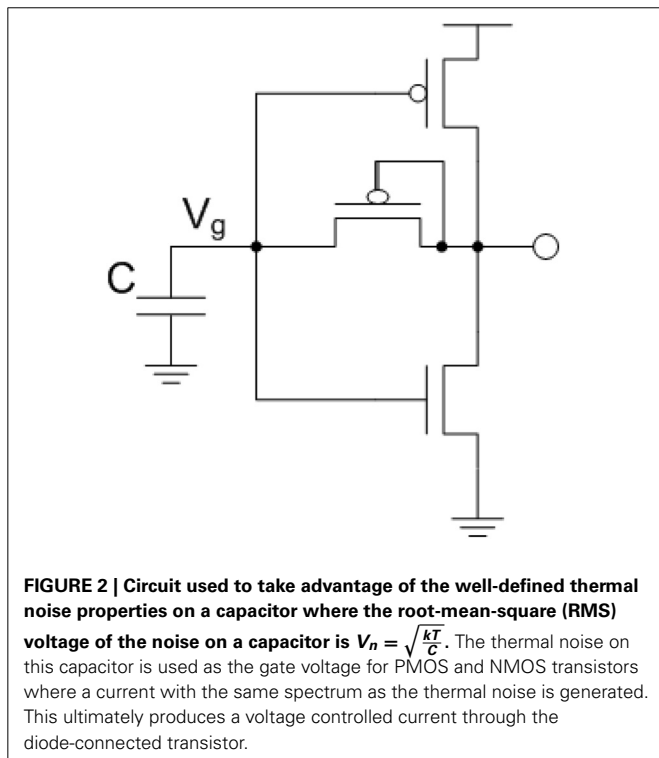 V_g
C
FIGURE 2 | Circuit used to take advantage of the well-defined thermal
noise properties on a capacitor where the root-mean-square (RMS)
voltage of the noise on a capacitor is V_n = \sqrt{\frac{kT}{C}}. The thermal noise on
this capacitor is used as the gate voltage for PMOS and NMOS transistors
where a current with the same spectrum as the thermal noise is generated.
This ultimately produces a voltage controlled current through the
diode-connected transistor.